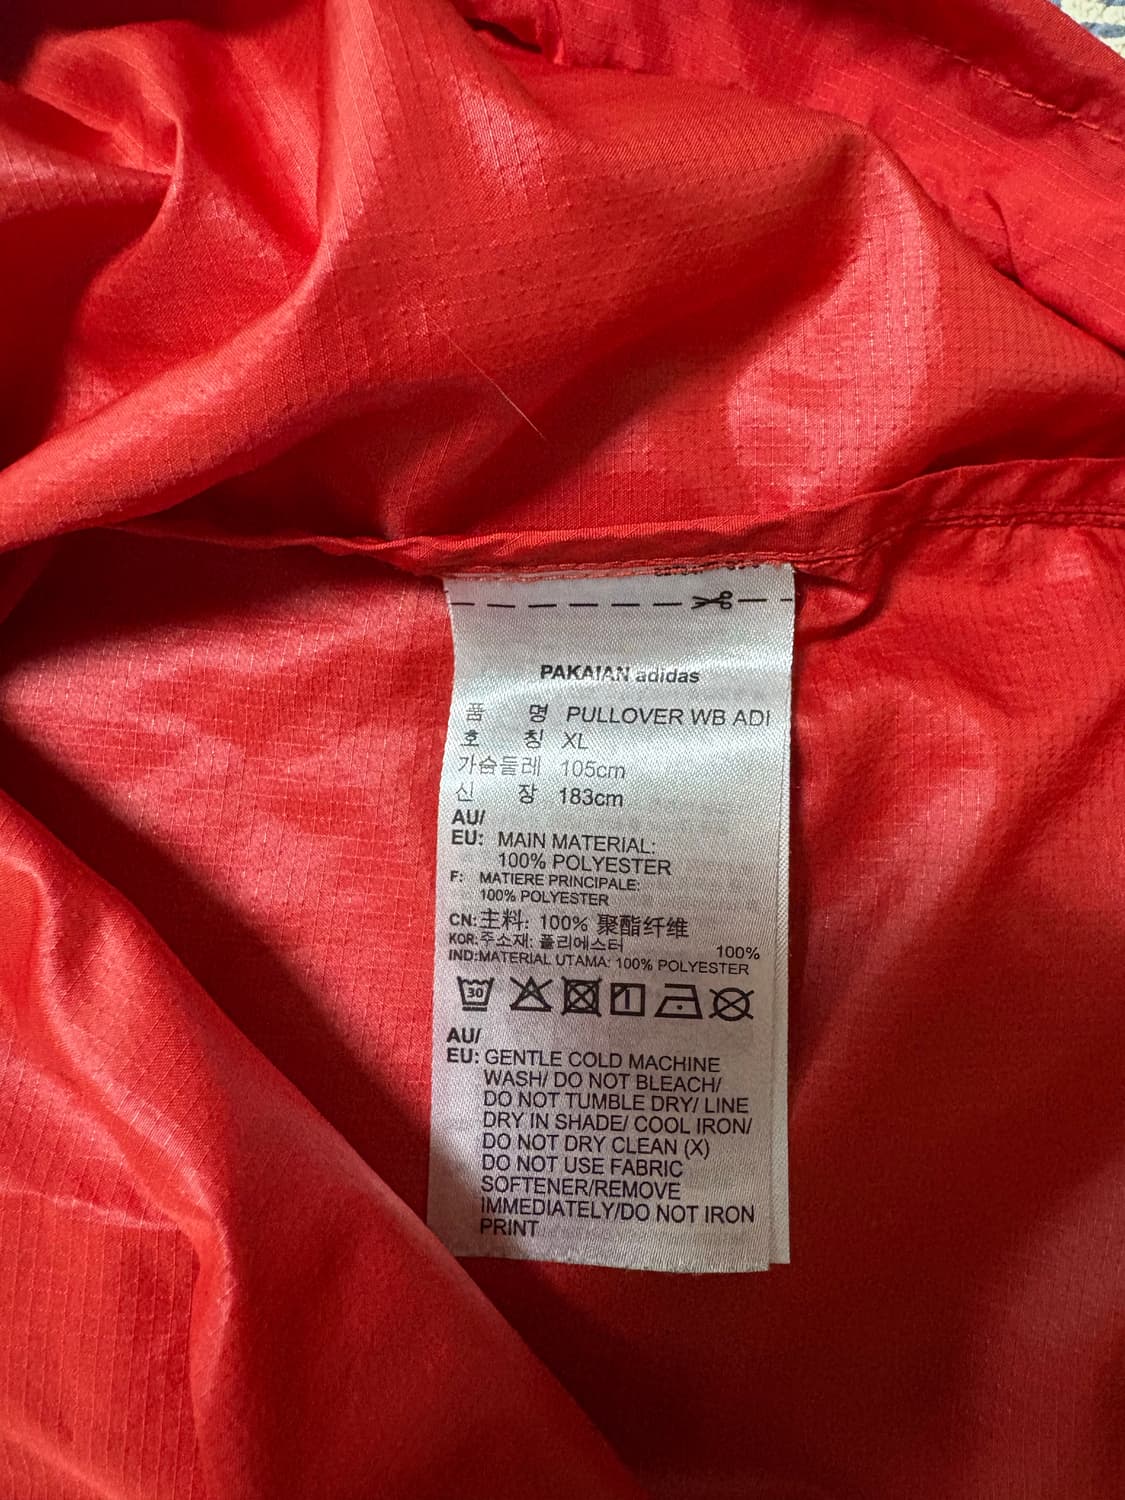 PAKAIAN adidas
품 명 PULLOVER WB ADI
호 칭 XL
가슴둘레 105cm
신 장 183cm
AU/
EU: MAIN MATERIAL:
100% POLYESTER
F: MATIERE PRINCIPALE:
100% POLYESTER
CN:主料: 100% 聚酯纤维
KOR:주소재: 폴리에스터 100%
IND:MATERIAL UTAMA: 100% POLYESTER
30
AU/
EU: GENTLE COLD MACHINE
WASH/ DO NOT BLEACH/
DO NOT TUMBLE DRY/ LINE
DRY IN SHADE/ COOL IRON/
DO NOT DRY CLEAN (X)
DO NOT USE FABRIC
SOFTENER/REMOVE
IMMEDIATELY/DO NOT IRON
PRINT